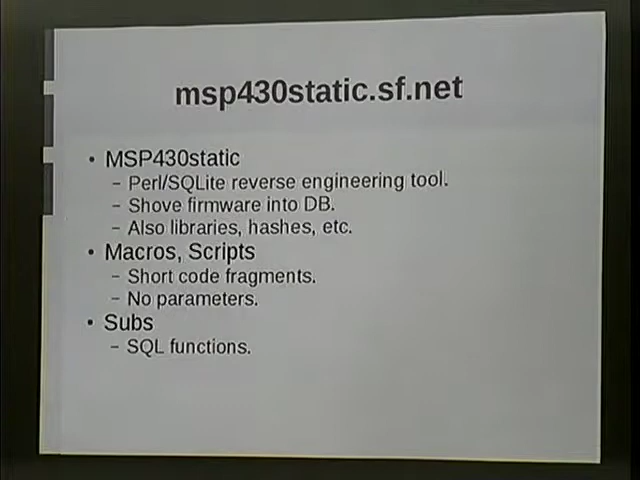 msp430static.sf.net
• MSP430static
– Perl/SQLite reverse engineering tool.
– Shove firmware into DB.
– Also libraries, hashes, etc.
• Macros, Scripts
– Short code fragments.
– No parameters.
• Subs
– SQL functions.